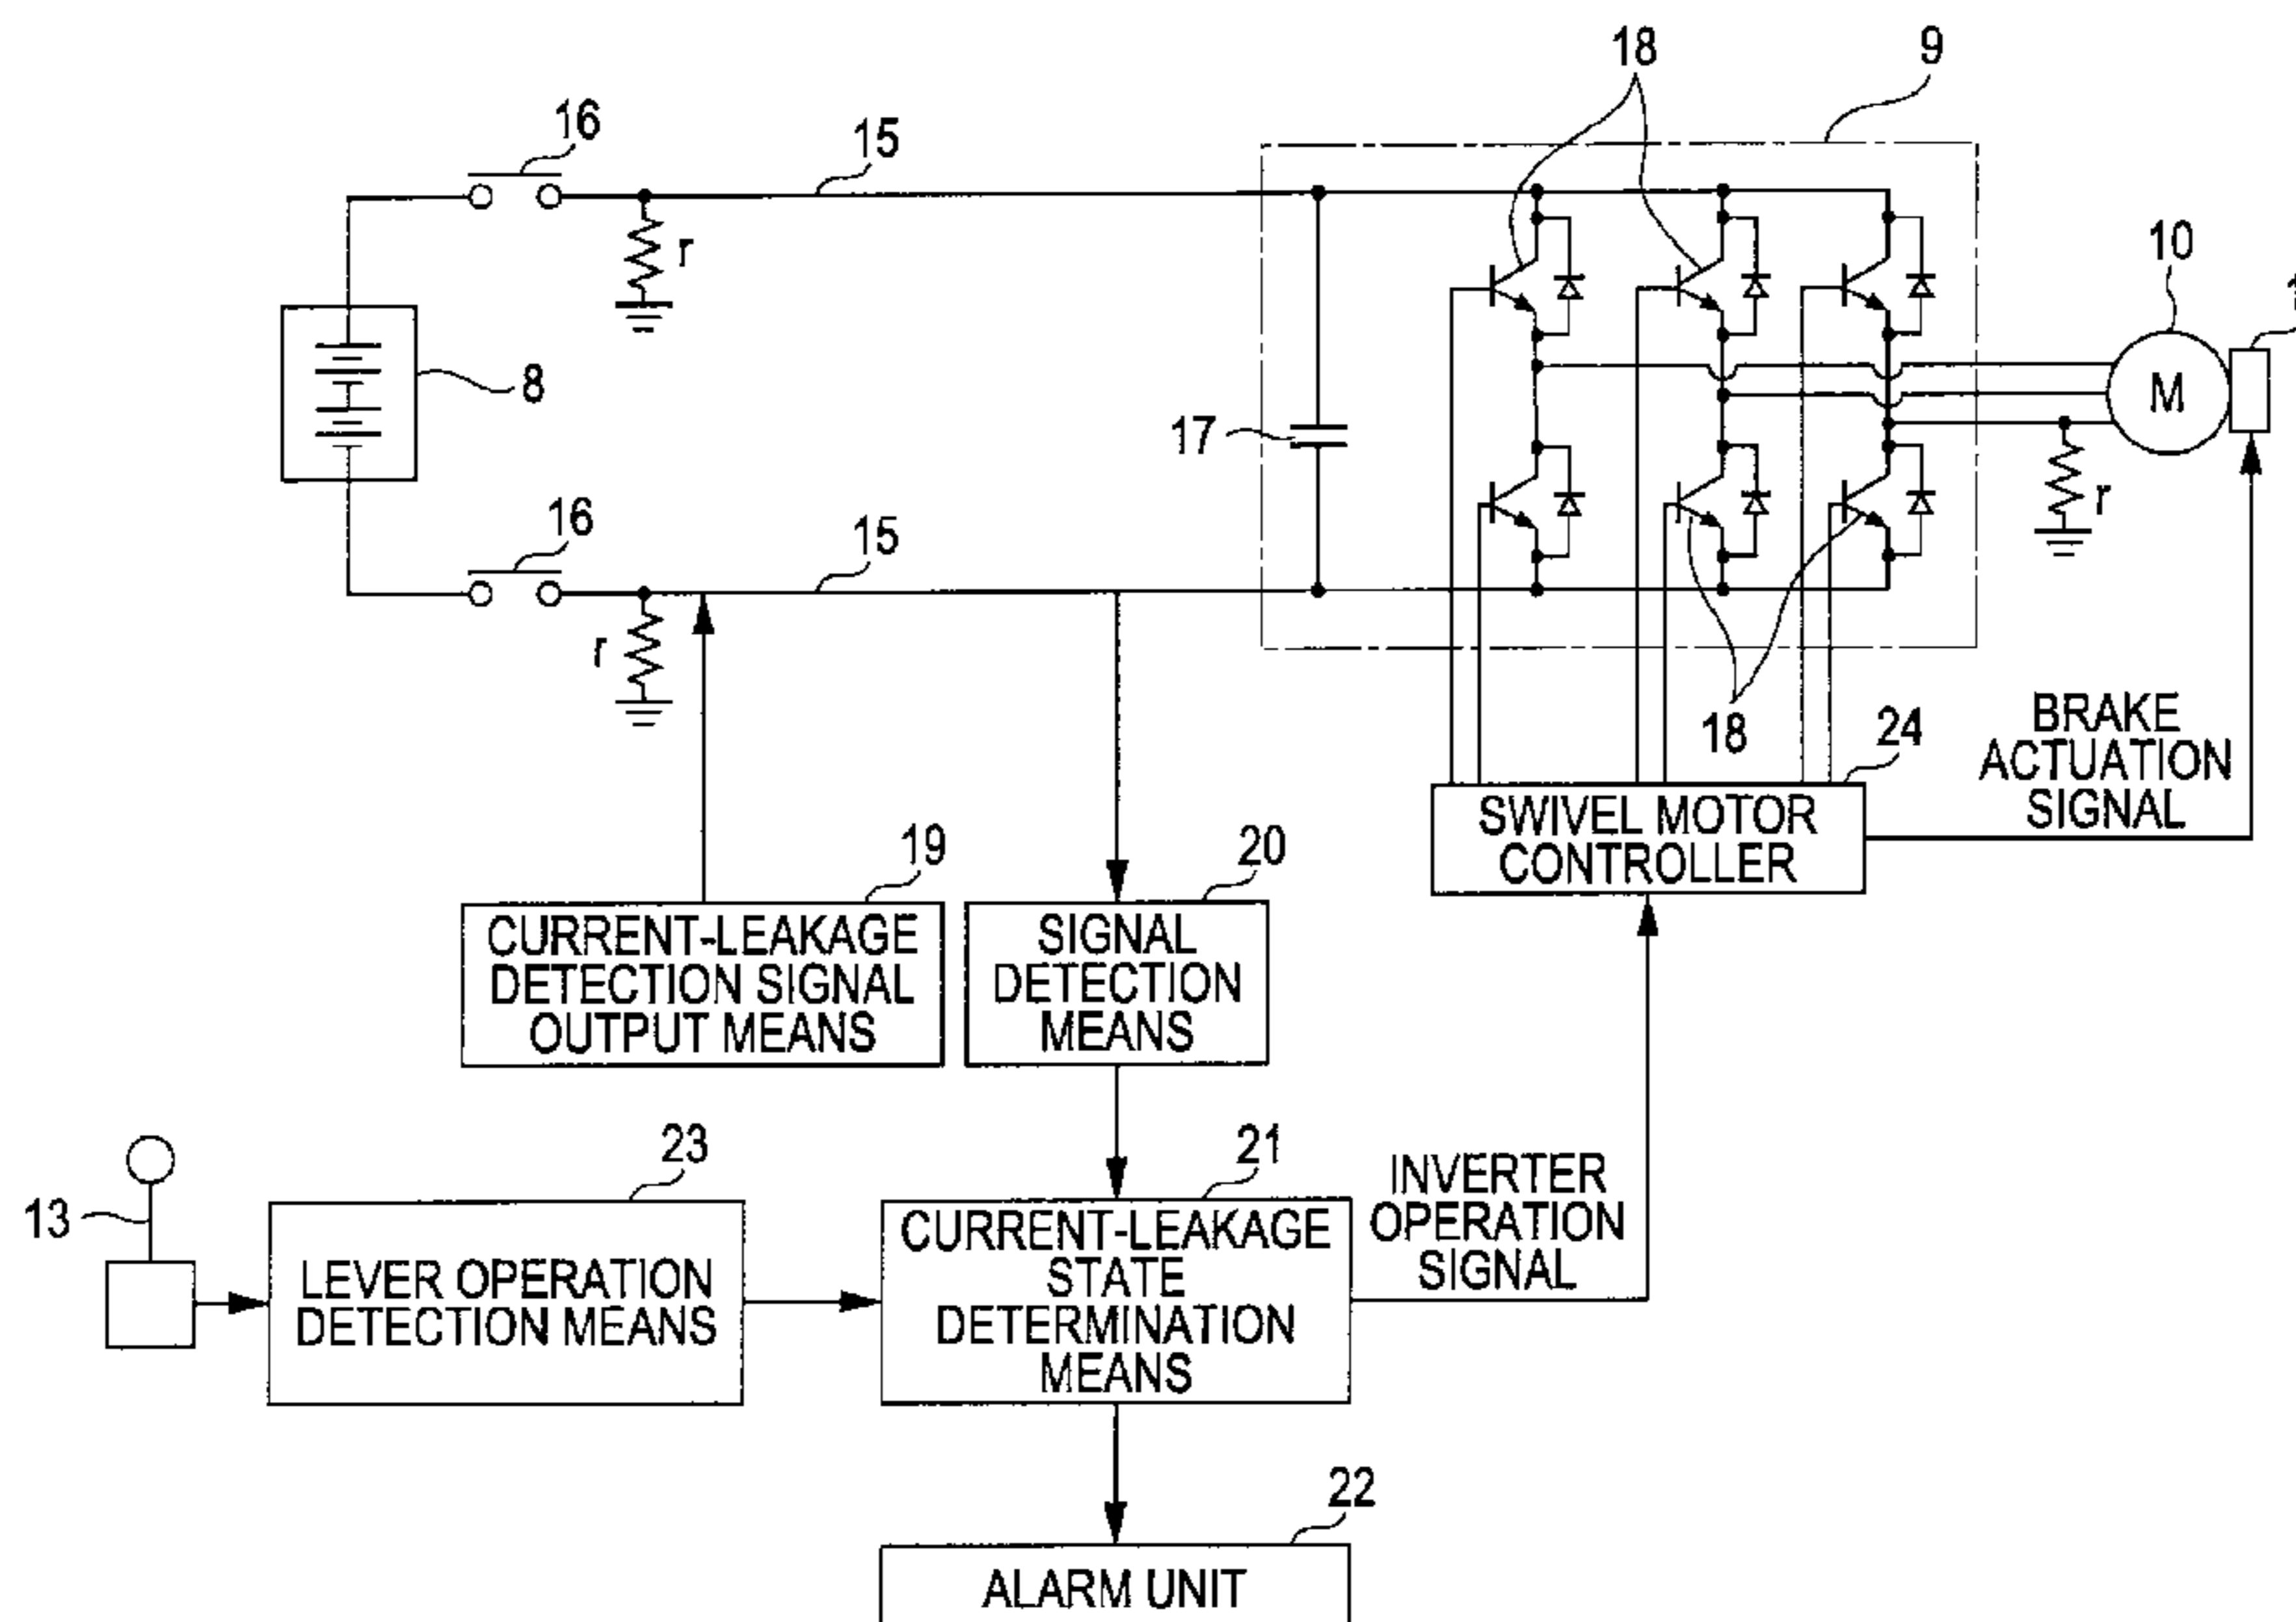 18
9
16
15
r
10
1
M
8
17
16
15
r
r
18
24
BRAKE
ACTUATION
SIGNAL
SWIVEL MOTOR
CONTROLLER
19
20
CURRENT-LEAKAGE
DETECTION SIGNAL
OUTPUT MEANS
SIGNAL
DETECTION
MEANS
23
21
INVERTER
OPERATION
SIGNAL
13
LEVER OPERATION
DETECTION MEANS
CURRENT-LEAKAGE
STATE
DETERMINATION
MEANS
22
ALARM UNIT